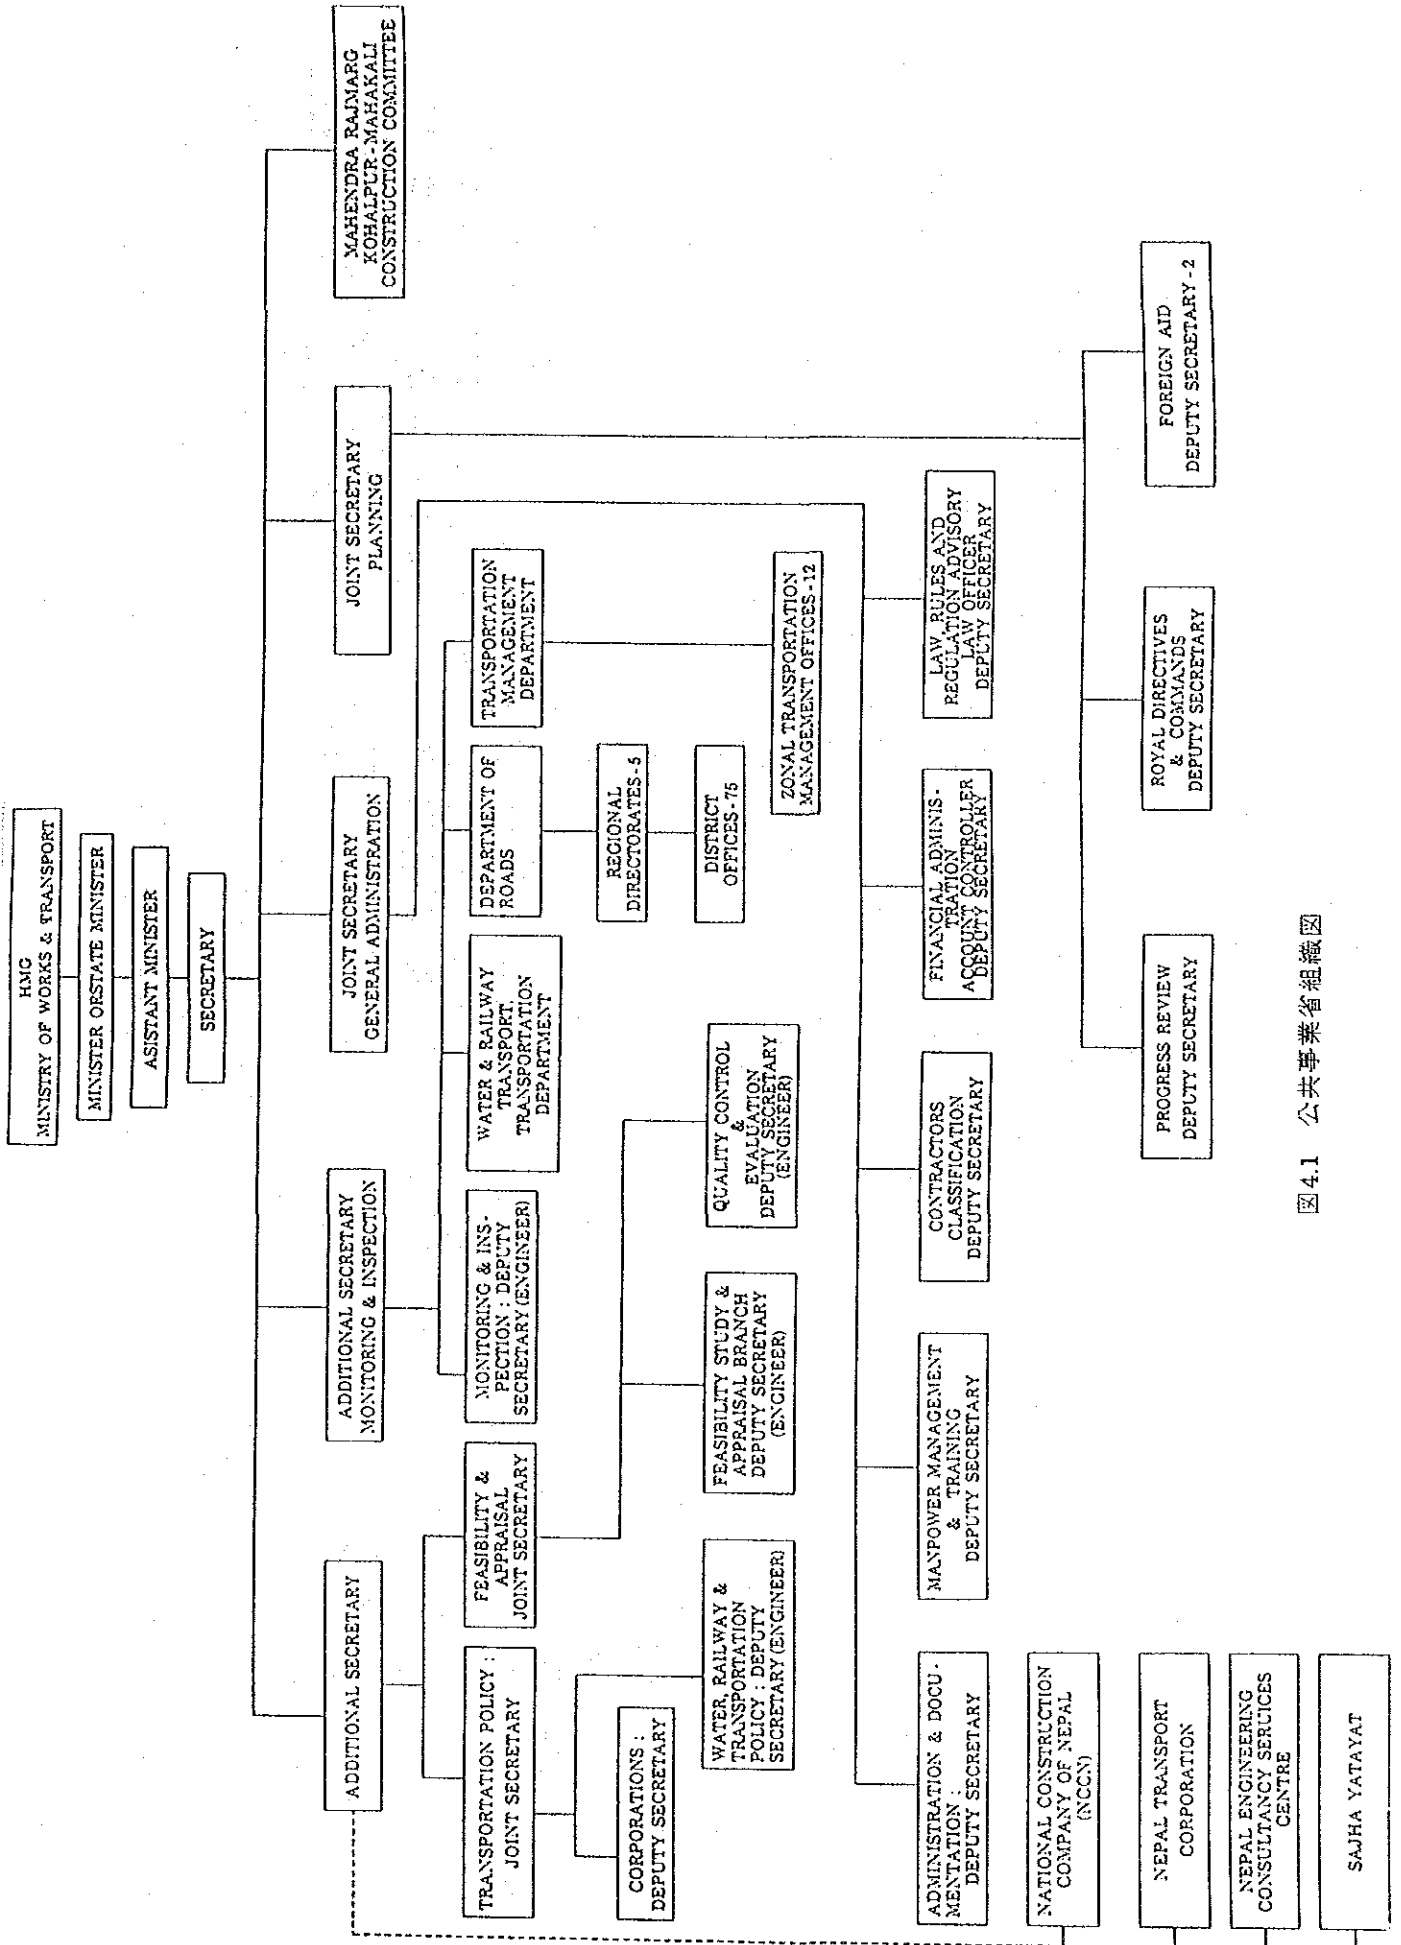 HMG
MINISTRY OF WORKS & TRANSPORT
MINISTER ORSTATE MINISTER
ASISTANT MINISTER
SECRETARY
ADDITIONAL SECRETARY
ADDITIONAL SECRETARY
MONITORING & INSPECTION
JOINT SECRETARY
GENERAL ADMINISTRATION
JOINT SECRETARY
PLANNING
MAHENDRA RAJMARG
KOHALPUR-MAHAKALI
CONSTRUCTION COMMITTEE
TRANSPORTATION POLICY :
JOINT SECRETARY
FEASIBILITY &
APPRAISAL
JOINT SECRETARY
MONITORING & INS-
PECTION : DEPUTY
SECRETARY (ENGINEER)
WATER & RAILWAY
TRANSPORT.
TRANSPORTATION
DEPARTMENT
DEPARTMENT OF
ROADS
TRANSPORTATION
MANAGEMENT
DEPARTMENT
CORPORATIONS :
DEPUTY SECRETARY
REGIONAL
DIRECTORATES-5
WATER, RAILWAY &
TRANSPORTATION
POLICY : DEPUTY
SECRETARY (ENGINEER)
FEASIBILITY STUDY &
APPRAISAL BRANCH
DEPUTY SECRETARY
(ENGINEER)
QUALITY CONTROL
&
EVALUATION
DEPUTY SECRETARY
(ENGINEER)
DISTRICT
OFFICES-75
ZONAL TRANSPORTATION
MANAGEMENT OFFICES-12
ADMINISTRATION & DOCU-
MENTATION :
DEPUTY SECRETARY
MANPOWER MANAGEMENT
& TRAINING
DEPUTY SECRETARY
CONTRACTORS
CLASSIFICATION
DEPUTY SECRETARY
FINANCIAL ADMINIS-
TRATION
ACCOUNT CONTROLLER
DEPUTY SECRETARY
LAW RULES AND
REGULATION ADVISORY
LAW OFFICER
DEPUTY SECRETARY
NATIONAL CONSTRUCTION
COMPANY OF NEPAL
(NCCN)
NEPAL TRANSPORT
CORPORATION
PROGRESS REVIEW
DEPUTY SECRETARY
ROYAL DIRECTIVES
& COMMANDS
DEPUTY SECRETARY
FOREIGN AID
DEPUTY SECRETARY-2
NEPAL ENGINEERING
CONSULTANCY SERUICES
CENTRE
SAJHA YATAYAT
図4.1 公共事業省組織図